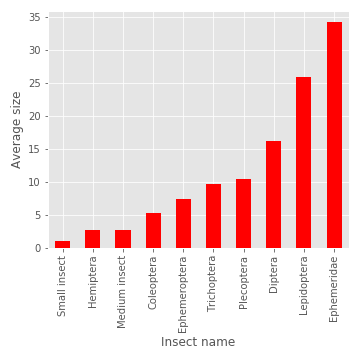 35
30
25
20
15
10
5
0
Average size
Small insect
Hemiptera
Medium insect
Coleoptera
Ephemeroptera
Trichoptera
Plecoptera
Diptera
Lepidoptera
Ephemeridae
Insect name